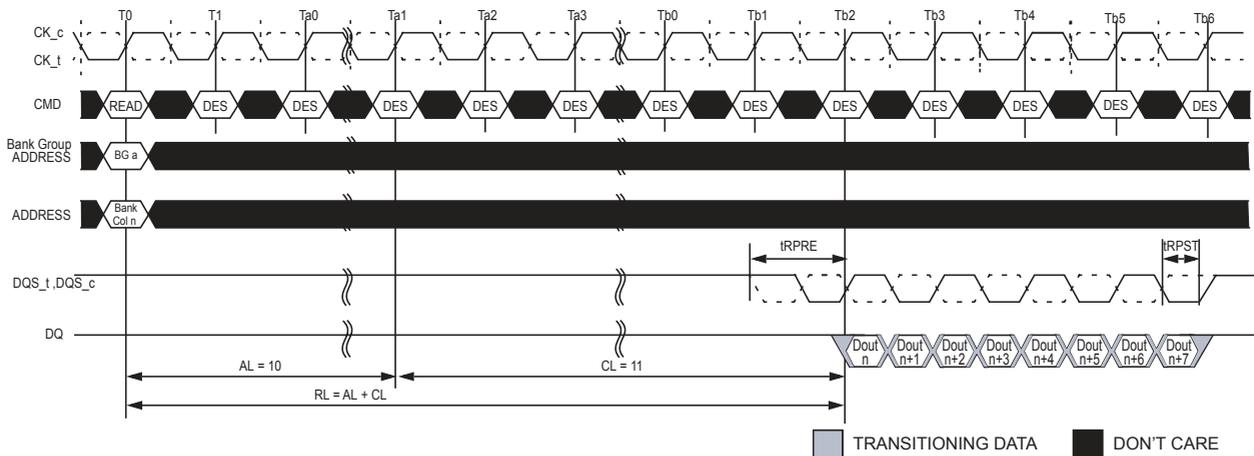 T0 T1 Ta0 Ta1 Ta2 Ta3 Tb0 Tb1 Tb2 Tb3 Tb4 Tb5 Tb6
CK_c
CK_t
CMD READ DES DES DES DES DES DES DES DES DES DES DES DES
Bank Group
ADDRESS BG a
ADDRESS Bank
Col n
tRPRE tRPST
DQS_t ,DQS_c
DQ Dout Dout Dout Dout Dout Dout Dout Dout
n n+1 n+2 n+3 n+4 n+5 n+6 n+7
AL = 10 CL = 11
RL = AL + CL
TRANSITIONING DATA DON'T CARE